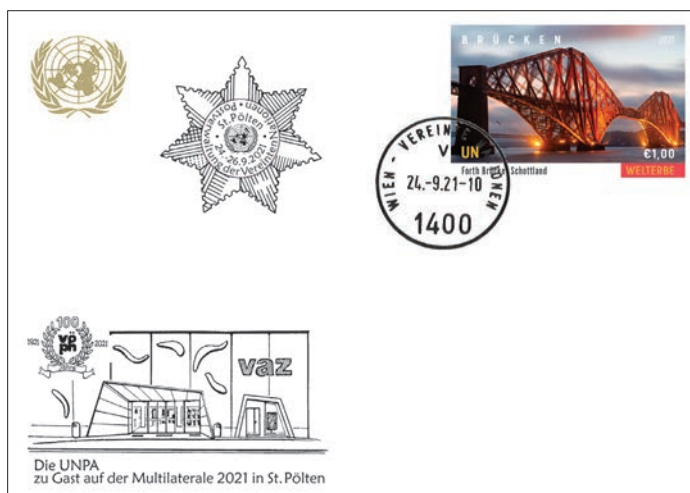 BRÜCKEN 2021
UN
€1,00
Forth Brücke, Schottland
WELTERBE
St. Pölten
24.-26.9.2021
Postverwaltung der Vereinten Nationen
WIEN - VEREINTE NATIONEN
24.-9.21-10
1400
100
1921 vöph 2021
vaz
Die UNPA
zu Gast auf der Multilaterale 2021 in St. Pölten